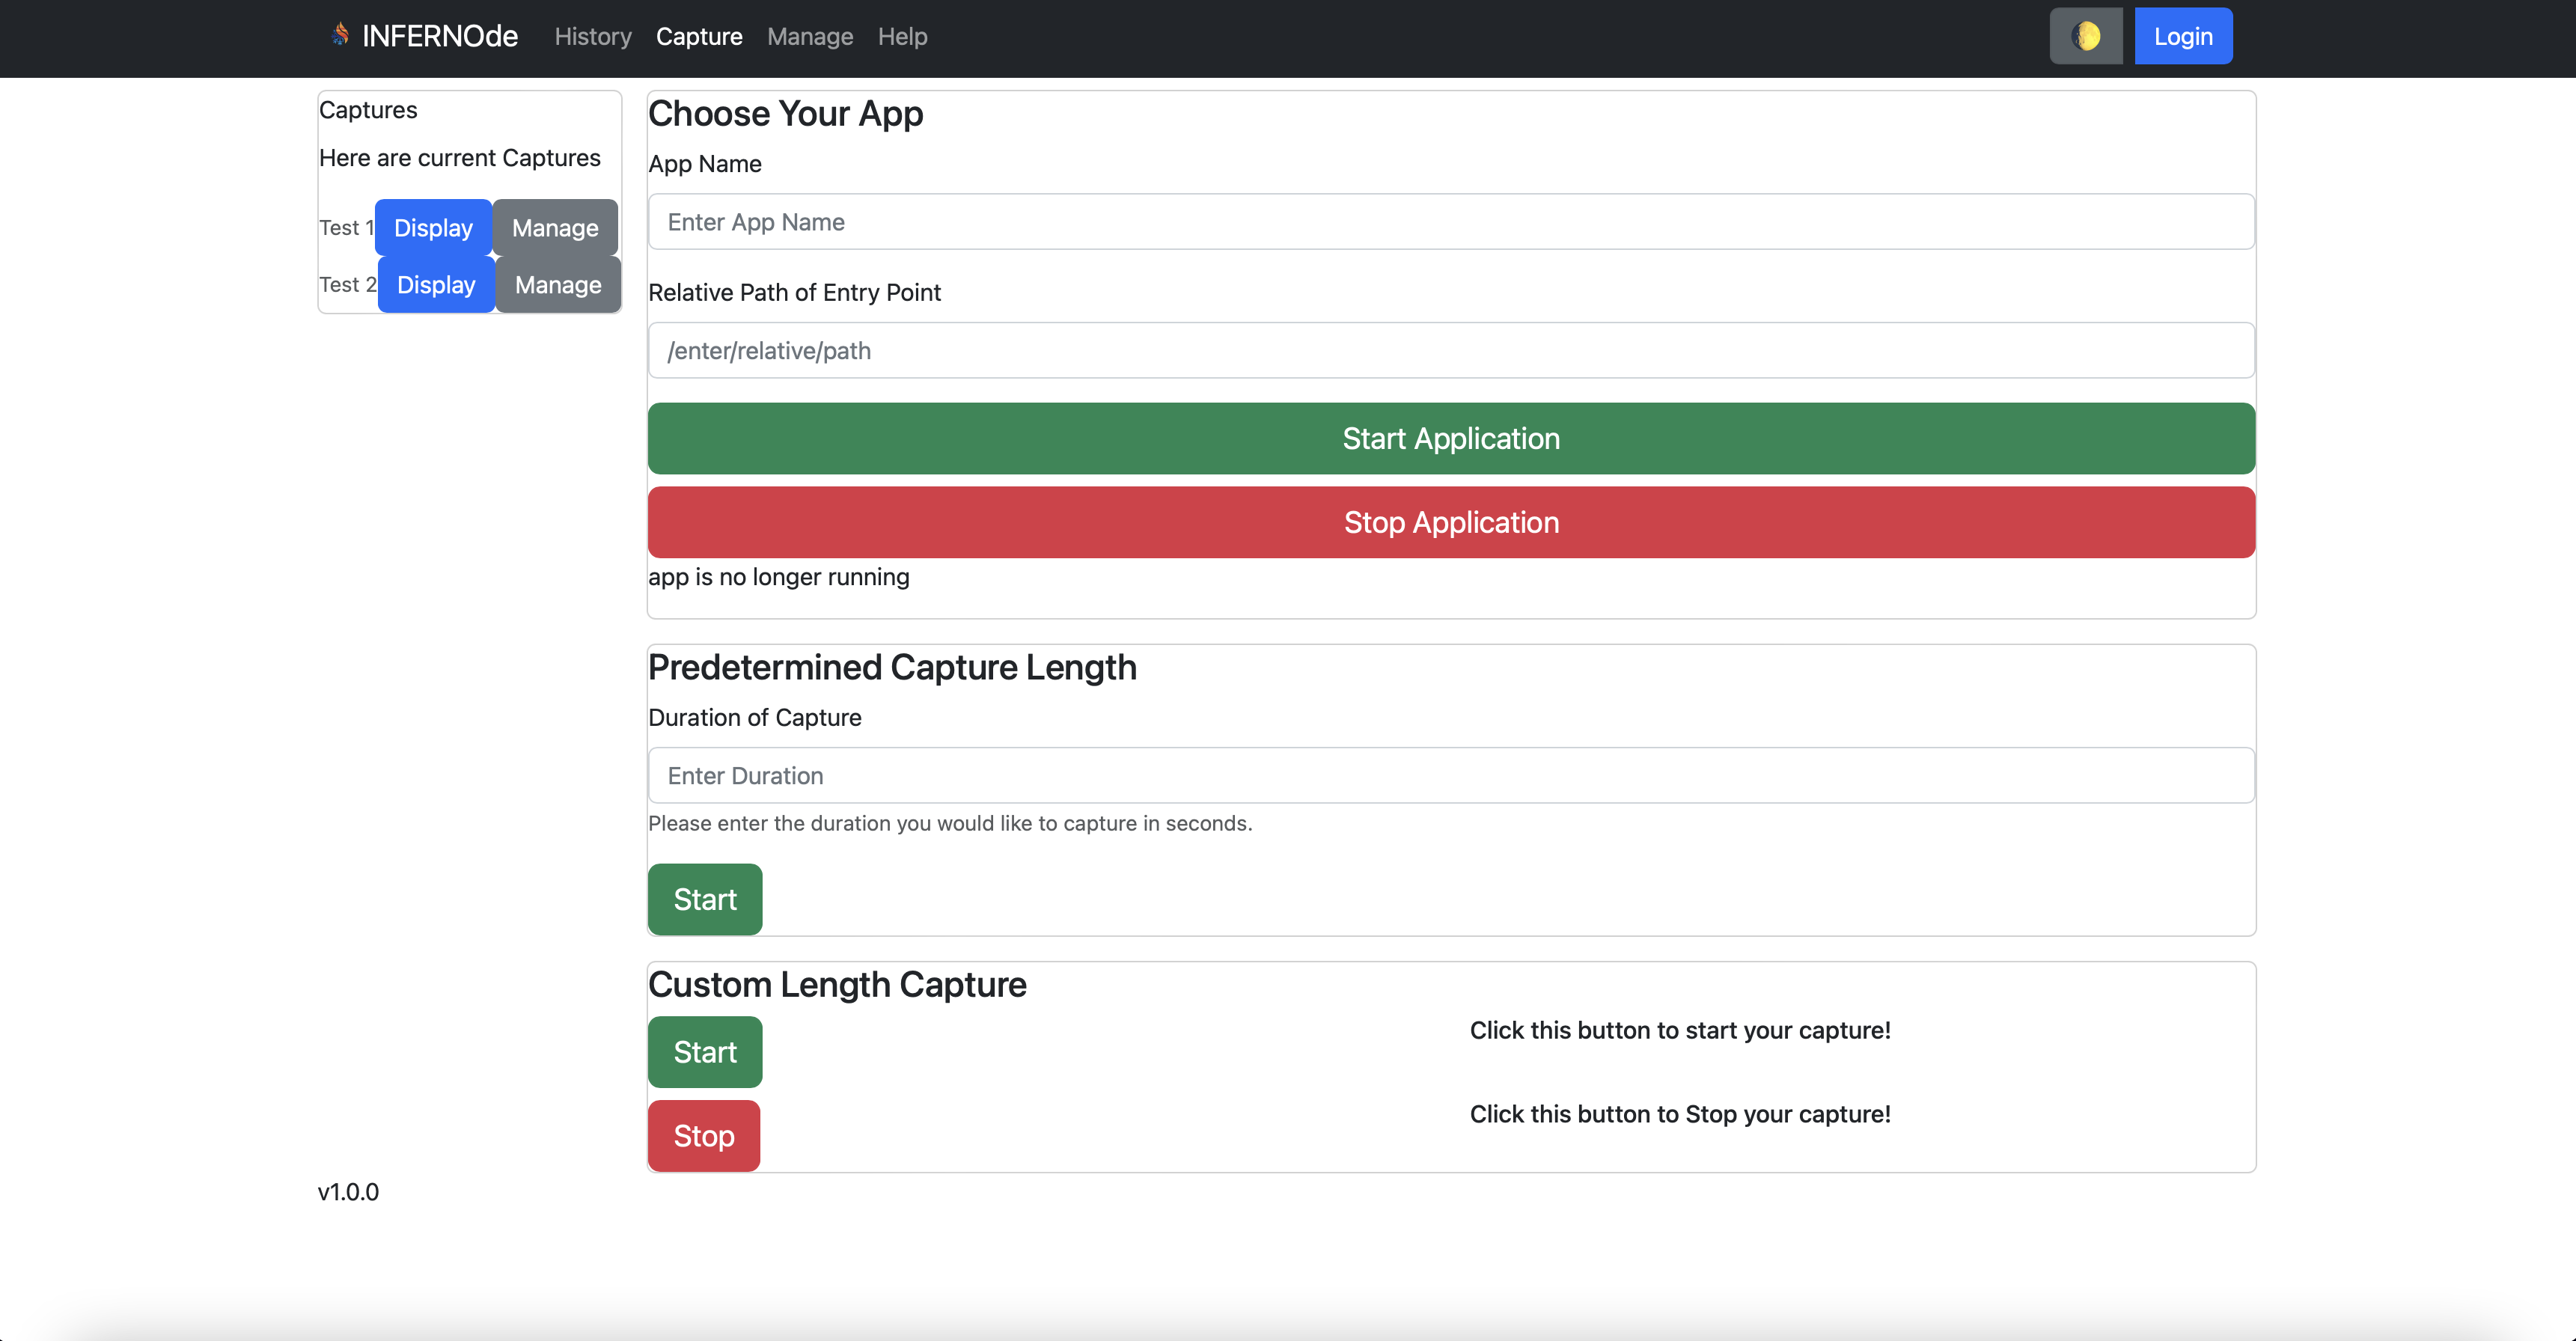 INFERNOde History Capture Manage Help Login
Captures
Here are current Captures
Test 1 Display Manage
Test 2 Display Manage
Choose Your App
App Name
Enter App Name
Relative Path of Entry Point
/enter/relative/path
Start Application
Stop Application
app is no longer running
Predetermined Capture Length
Duration of Capture
Enter Duration
Please enter the duration you would like to capture in seconds.
Start
Custom Length Capture
Start Click this button to start your capture!
Stop Click this button to Stop your capture!
v1.0.0